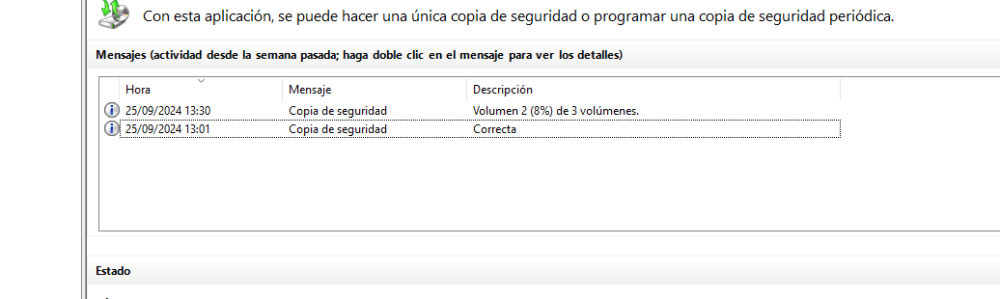 Con esta aplicación, se puede hacer una única copia de seguridad o programar una copia de seguridad periódica.
Mensajes (actividad desde la semana pasada; haga doble clic en el mensaje para ver los detalles)
Hora Mensaje Descripción
25/09/2024 13:30 Copia de seguridad Volumen 2 (8%) de 3 volúmenes.
25/09/2024 13:01 Copia de seguridad Correcta
Estado